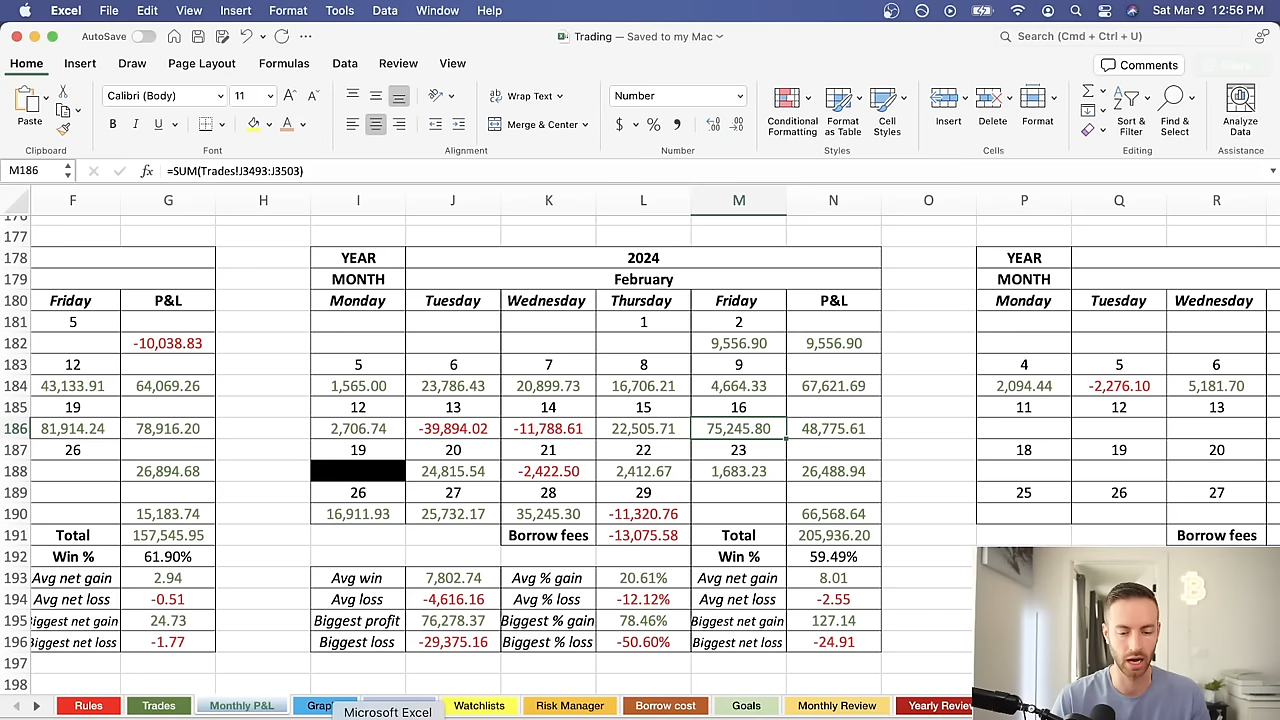 Excel File Edit View Insert Format Tools Data Window Help Sat Mar 9 12:56 PM
AutoSave Trading — Saved to my Mac Search (Cmd + Ctrl + U)
Home Insert Draw Page Layout Formulas Data Review View Comments
Paste Calibri (Body) 11 Wrap Text Number Conditional Formatting Format as Table Cell Styles Insert Delete Format Sort & Filter Find & Select Analyze Data
B I U A Merge & Center $ %
Clipboard Font Alignment Number Styles Cells Editing Assistance
M186 fx =SUM(Trades!J3493:J3503)
F G H I J K L M N O P Q R
177
178 YEAR 2024 YEAR
179 MONTH February MONTH
180 Friday P&L Monday Tuesday Wednesday Thursday Friday P&L Monday Tuesday Wednesday
181 5 1 2
182 -10,038.83 9,556.90 9,556.90
183 12 5 6 7 8 9 4 5 6
184 43,133.91 64,069.26 1,565.00 23,786.43 20,899.73 16,706.21 4,664.33 67,621.69 2,094.44 -2,276.10 5,181.70
185 19 12 13 14 15 16 11 12 13
186 81,914.24 78,916.20 2,706.74 -39,894.02 -11,788.61 22,505.71 75,245.80 48,775.61
187 26 19 20 21 22 23 18 19 20
188 26,894.68 24,815.54 -2,422.50 2,412.67 1,683.23 26,488.94
189 26 27 28 29 25 26 27
190 15,183.74 16,911.93 25,732.17 35,245.30 -11,320.76 66,568.64
191 Total 157,545.95 Borrow fees -13,075.58 Total 205,936.20 Borrow fees
192 Win % 61.90% Win % 59.49%
193 Avg net gain 2.94 Avg win 7,802.74 Avg % gain 20.61% Avg net gain 8.01
194 Avg net loss -0.51 Avg loss -4,616.16 Avg % loss -12.12% Avg net loss -2.55
195 Biggest net gain 24.73 Biggest profit 76,278.37 Biggest % gain 78.46% Biggest net gain 127.14
196 Biggest net loss -1.77 Biggest loss -29,375.16 Biggest % loss -50.60% Biggest net loss -24.91
197
198
Rules Trades Monthly P&L Grap Watchlists Risk Manager Borrow cost Goals Monthly Review Yearly Review
Microsoft Excel